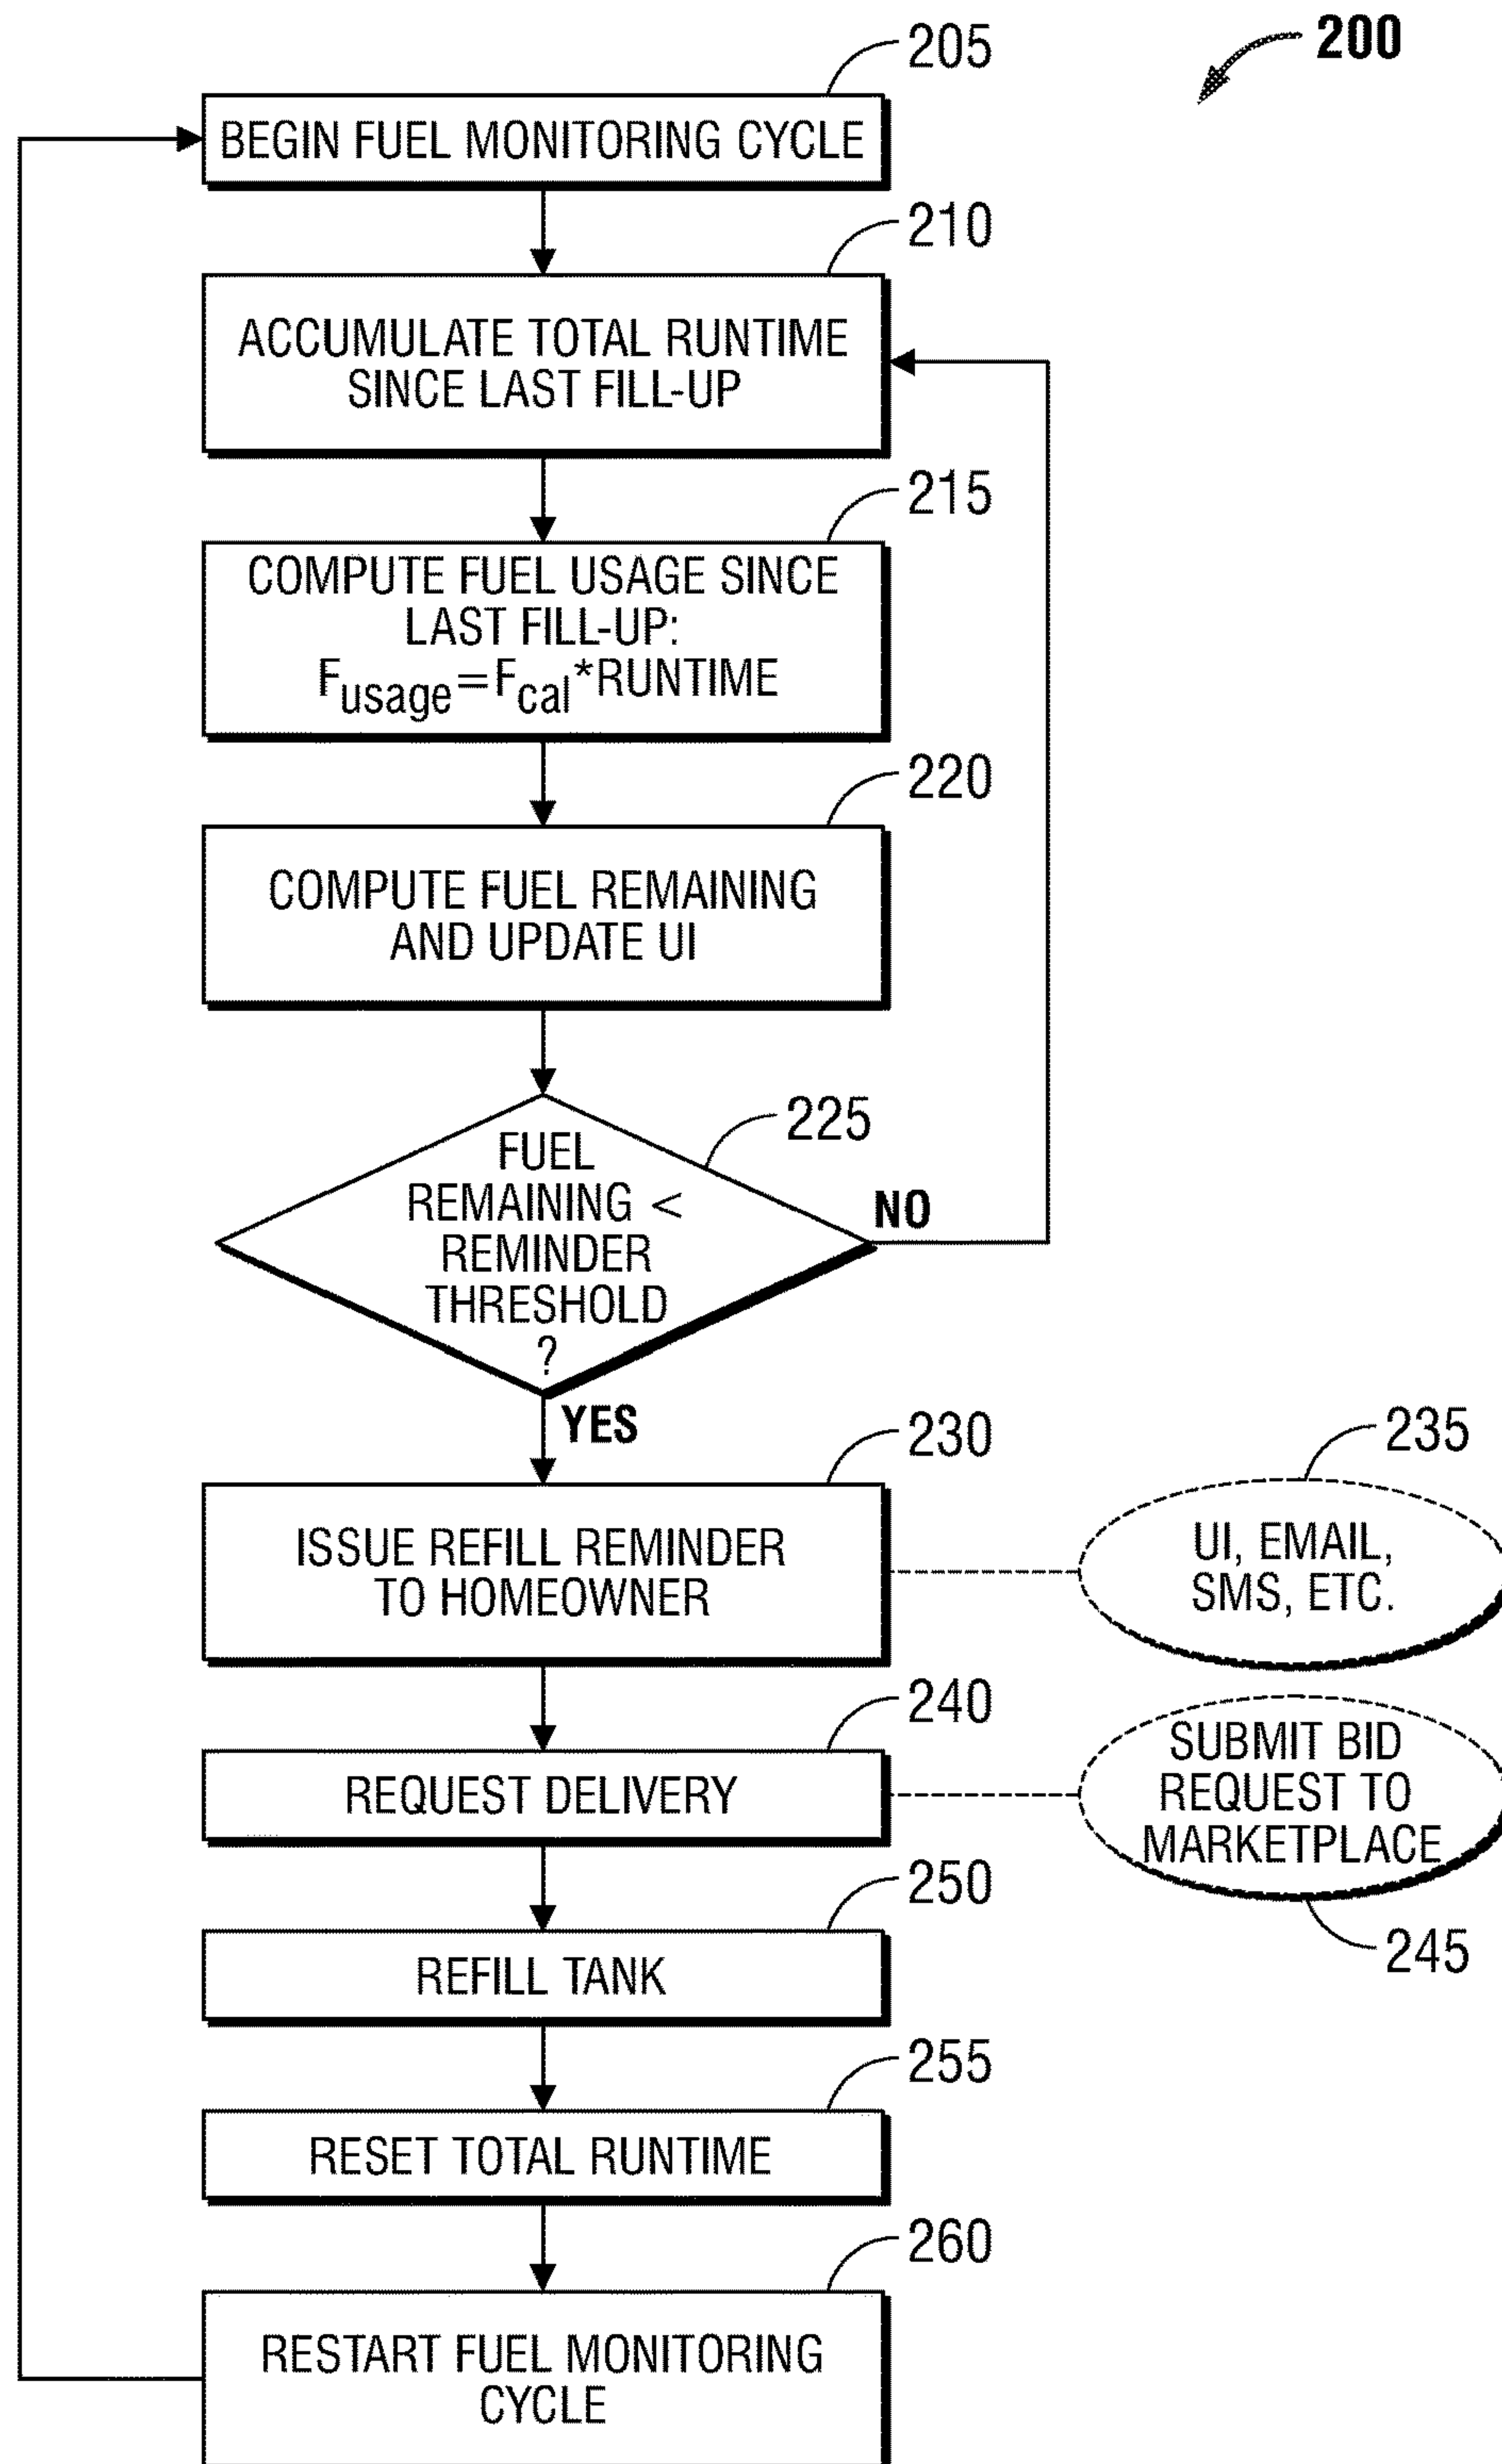 200
205
BEGIN FUEL MONITORING CYCLE
210
ACCUMULATE TOTAL RUNTIME
SINCE LAST FILL-UP
215
COMPUTE FUEL USAGE SINCE
LAST FILL-UP:
Fusage=Fcal*RUNTIME
220
COMPUTE FUEL REMAINING
AND UPDATE UI
225
FUEL
REMAINING <
REMINDER
THRESHOLD
?
NO
YES
230
ISSUE REFILL REMINDER
TO HOMEOWNER
235
UI, EMAIL,
SMS, ETC.
240
REQUEST DELIVERY
SUBMIT BID
REQUEST TO
MARKETPLACE
245
250
REFILL TANK
255
RESET TOTAL RUNTIME
260
RESTART FUEL MONITORING
CYCLE